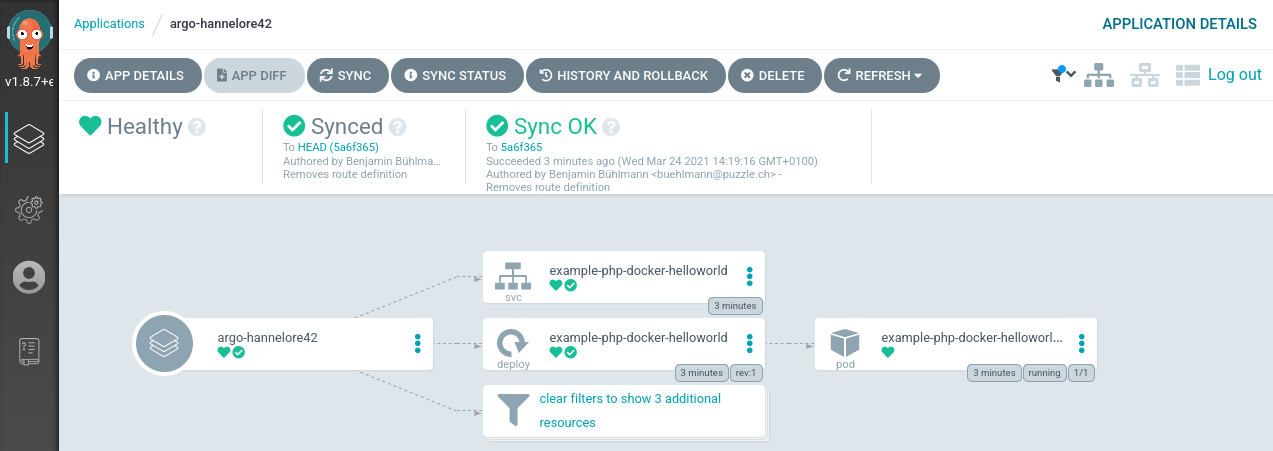 Applications / argo-hannelore42
APPLICATION DETAILS
v1.8.7+e
APP DETAILS APP DIFF SYNC SYNC STATUS HISTORY AND ROLLBACK DELETE REFRESH Log out
Healthy ?
Synced ?
To HEAD (5a6f365)
Authored by Benjamin Bühlma...
Removes route definition
Sync OK ?
To 5a6f365
Succeeded 3 minutes ago (Wed Mar 24 2021 14:19:16 GMT+0100)
Authored by Benjamin Bühlmann <buehlmann@puzzle.ch> -
Removes route definition
example-php-docker-helloworld
svc
3 minutes
argo-hannelore42
example-php-docker-helloworld
deploy
3 minutes rev:1
example-php-docker-helloworl...
pod
3 minutes running 1/1
clear filters to show 3 additional
resources